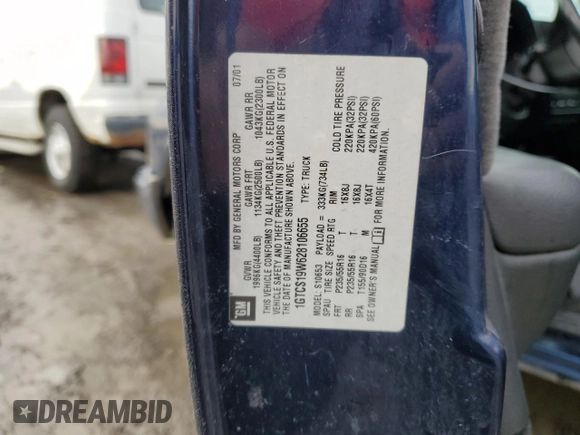 MFD BY GENERAL MOTORS CORP 07/01
GVWR GAWR FRT GAWR RR
1996KG(4400LB) 1134KG(2500LB) 1043KG(2300LB)
THIS VEHICLE CONFORMS TO ALL APPLICABLE U.S. FEDERAL MOTOR
VEHICLE SAFETY AND THEFT PREVENTION STANDARDS IN EFFECT ON
THE DATE OF MANUFACTURE SHOWN ABOVE.
1GTCS19W628106655 TYPE: TRUCK
MODEL: S10653 PAYLOAD = 333KG(734LB)
SPAU TIRE SIZE SPEED RTG RIM COLD TIRE PRESSURE
FRT P235/55R16 T 16X8J 220KPA(32PSI)
RR P235/55R16 T 16X8J 220KPA(32PSI)
SPA T155/90D16 M 16X4T 420KPA(60PSI)
SEE OWNER'S MANUAL
GM
DREAMBID